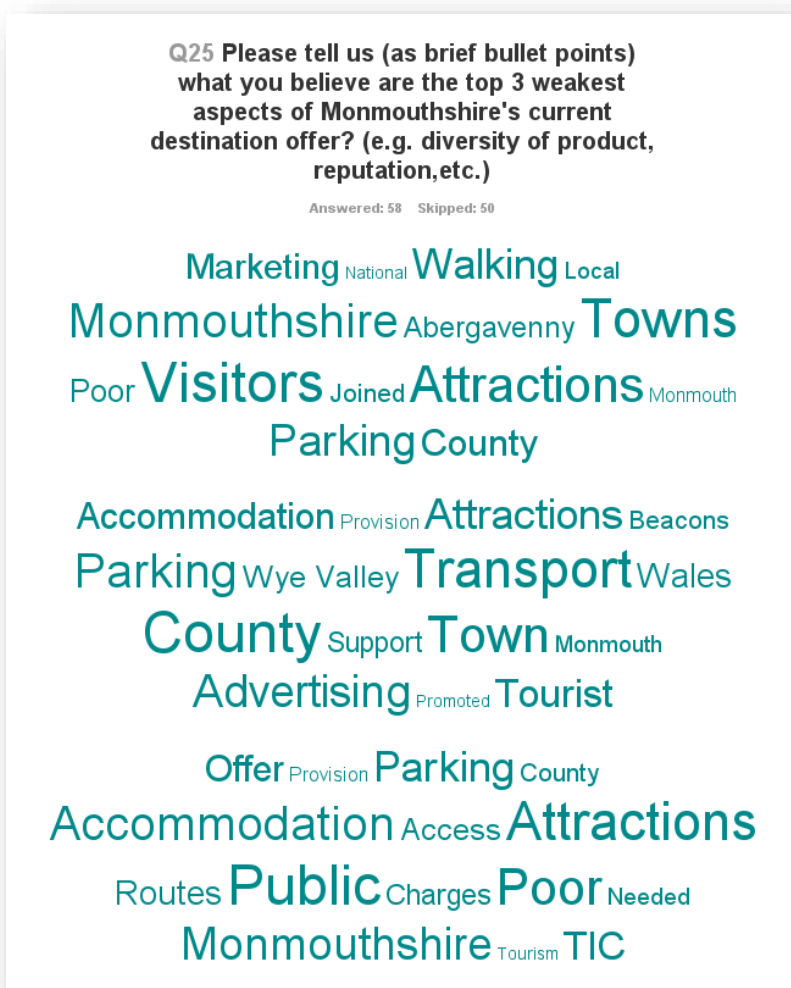 Q25 Please tell us (as brief bullet points)
what you believe are the top 3 weakest
aspects of Monmouthshire's current
destination offer? (e.g. diversity of product,
reputation,etc.)
Answered: 58 Skipped: 50
Marketing National Walking Local
Monmouthshire Abergavenny Towns
Poor Visitors Joined Attractions Monmouth
Parking County
Accommodation Provision Attractions Beacons
Parking Wye Valley Transport Wales
County Support Town Monmouth
Advertising Promoted Tourist
Offer Provision Parking County
Accommodation Access Attractions
Routes Public Charges Poor Needed
Monmouthshire Tourism TIC